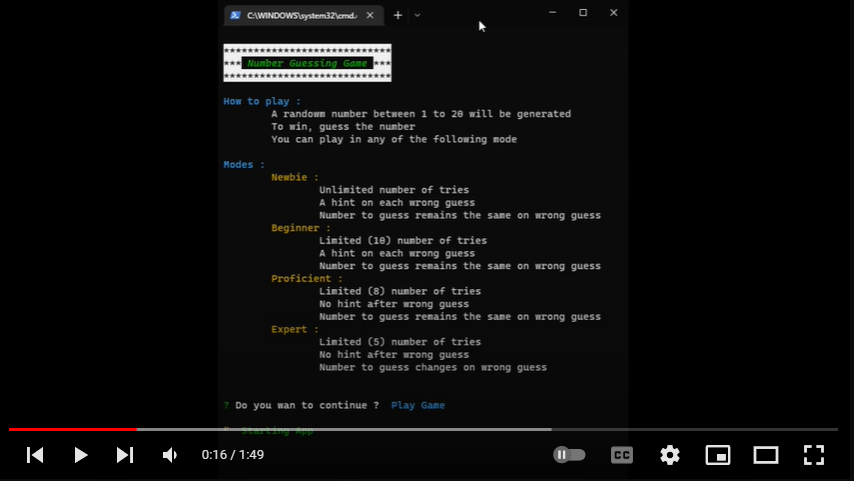 C:\WINDOWS\system32\cmd.
****************************
*** Number Guessing Game ***
****************************
How to play :
A randowm number between 1 to 20 will be generated
To win, guess the number
You can play in any of the following mode
Modes :
Newbie :
Unlimited number of tries
A hint on each wrong guess
Number to guess remains the same on wrong guess
Beginner :
Limited (10) number of tries
A hint on each wrong guess
Number to guess remains the same on wrong guess
Proficient :
Limited (8) number of tries
No hint after wrong guess
Number to guess remains the same on wrong guess
Expert :
Limited (5) number of tries
No hint after wrong guess
Number to guess changes on wrong guess
? Do you wan to continue ? Play Game
Starting App
0:16 / 1:49
CC